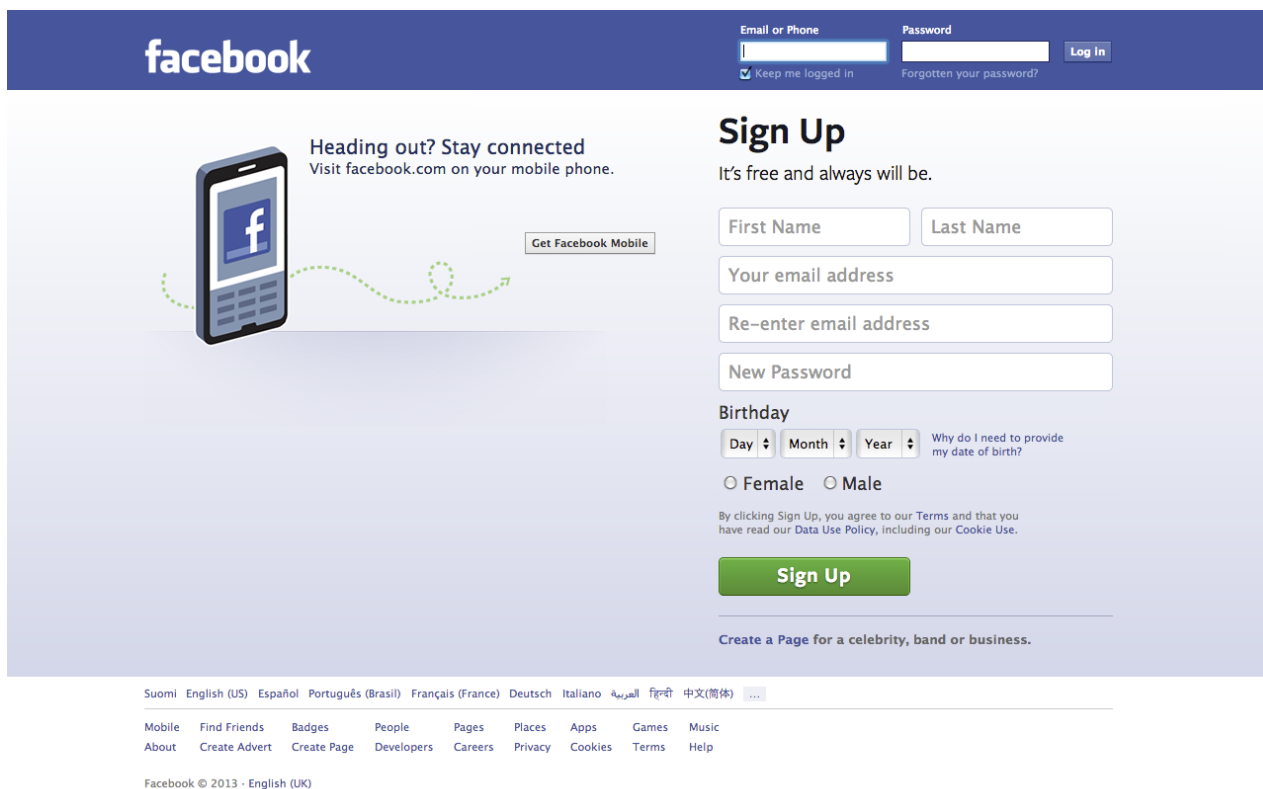 facebook
Email or Phone
Password
Log In
Keep me logged in
Forgotten your password?
Heading out? Stay connected
Visit facebook.com on your mobile phone.
f
Get Facebook Mobile
Sign Up
It's free and always will be.
First Name
Last Name
Your email address
Re-enter email address
New Password
Birthday
Day
Month
Year
Why do I need to provide
my date of birth?
Female
Male
By clicking Sign Up, you agree to our Terms and that you
have read our Data Use Policy, including our Cookie Use.
Sign Up
Create a Page for a celebrity, band or business.
Suomi English (US) Español Português (Brasil) Français (France) Deutsch Italiano العربية हिन्दी 中文(简体) ...
Mobile Find Friends Badges People Pages Places Apps Games Music
About Create Advert Create Page Developers Careers Privacy Cookies Terms Help
Facebook © 2013 · English (UK)